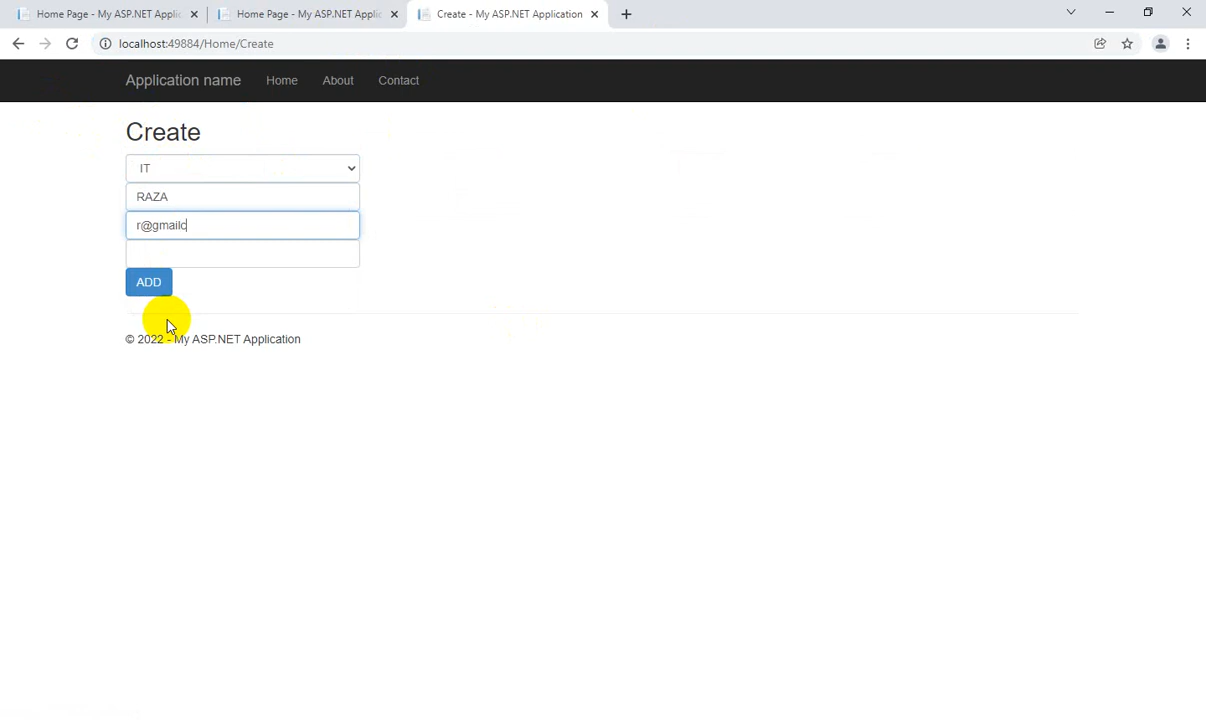 Home Page - My ASP.NET Applic
Home Page - My ASP.NET Applic
Create - My ASP.NET Application
localhost:49884/Home/Create
Application name Home About Contact
Create
IT
RAZA
r@gmailc
ADD
© 2022 - My ASP.NET Application